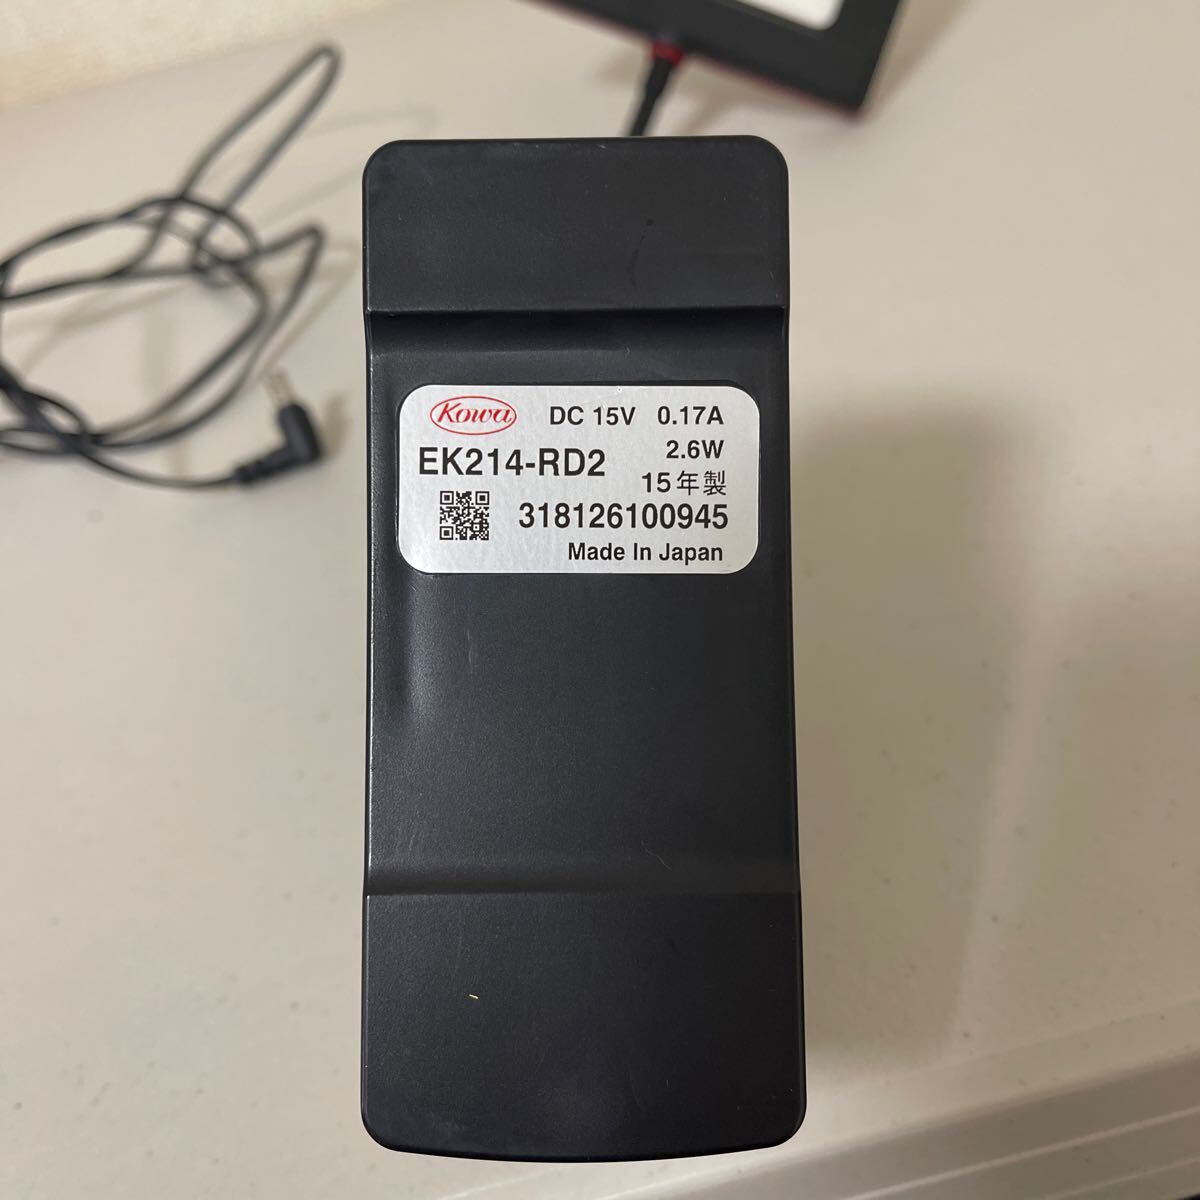 Kowa DC 15V 0.17A
EK214-RD2 2.6W
15年製
318126100945
Made In Japan